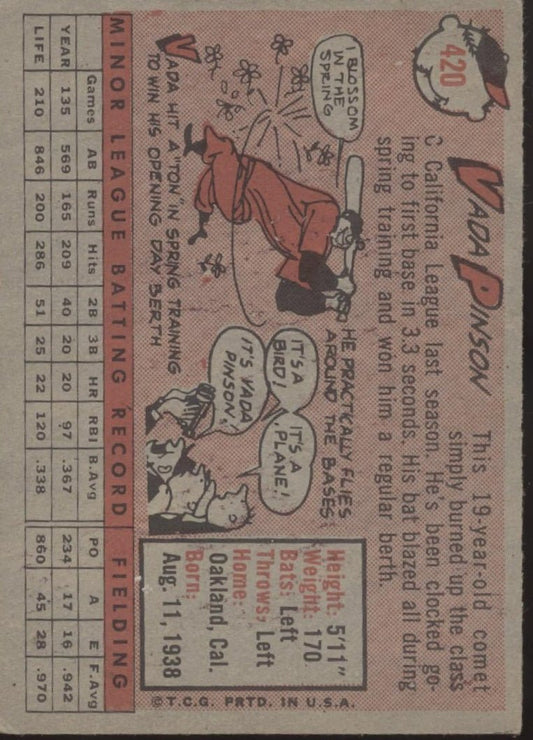 420
VADA PINSON
This 19-year-old comet
simply burned up the class
C California League last season. He's been clocked go-
ing to first base in 3.3 seconds. His bat blazed all during
spring training and won him a regular berth.
I BLOSSOM
IN THE
SPRING
HE PRACTICALLY FLIES
AROUND THE BASES
IT'S A
BIRD!
IT'S A
PLANE!
IT'S VADA
PINSON!
VADA HIT A "TON" IN SPRING TRAINING
TO WIN HIS OPENING DAY BERTH
Height: 5'11"
Weight: 170
Bats: Left
Throws: Left
Home:
Oakland, Cal.
Born:
Aug. 11, 1938
©T.C.G. PRTD. IN U.S.A.
MINOR LEAGUE BATTING RECORD FIELDING
Games AB Runs Hits 2B 3B HR RBI B.Avg PO A E F.Avg
YEAR 135 569 165 209 40 20 20 97 .367 234 17 16 .942
LIFE 210 846 200 286 51 25 22 120 .338 860 45 28 .970